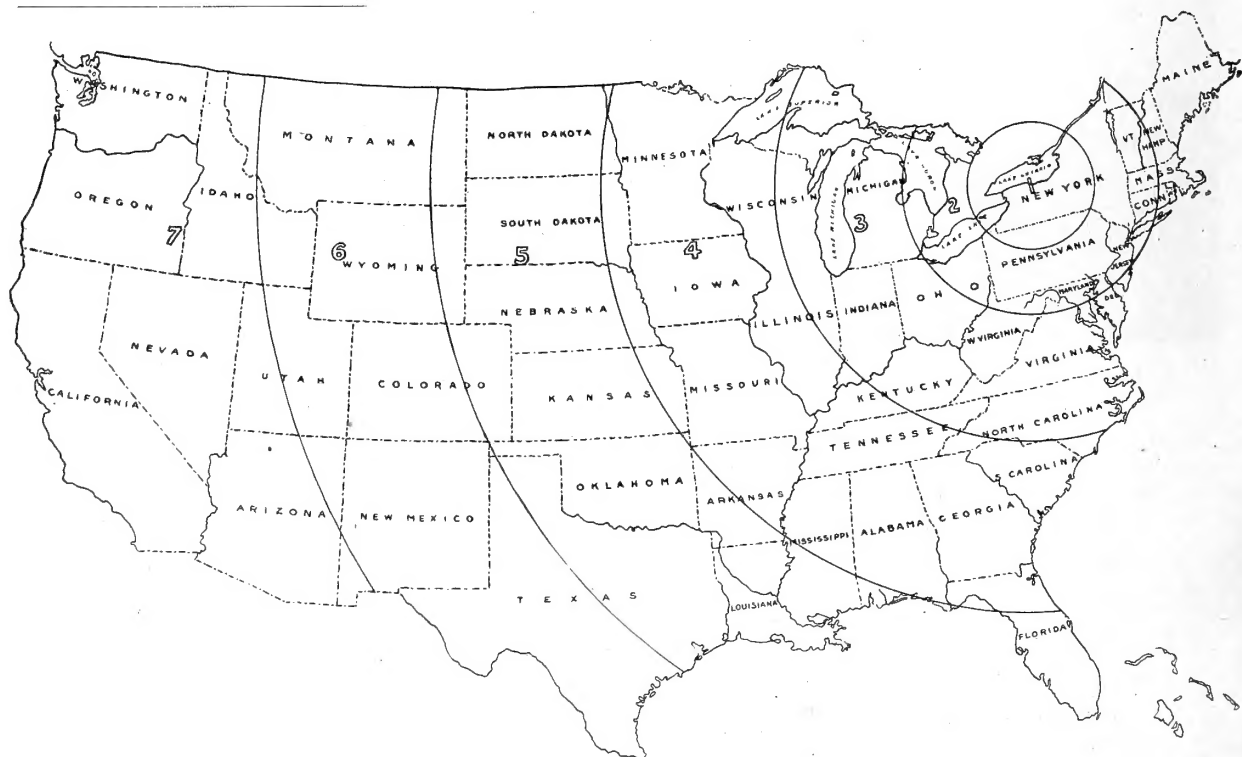 MAINE
WASHINGTON
LAKE SUPERIOR
MONTANA
NORTH DAKOTA
MINNESOTA
VT.
NEW
HAMP.
MICHIGAN
LAKE ONTARIO
MASS
IDAHO
OREGON
WISCONSIN
LAKE MICHIGAN
2
1
NEW YORK
CONN
SOUTH DAKOTA
3
LAKE ERIE
7
6
WYOMING
5
4
PENNSYLVANIA
NEW
JERSEY
IOWA
OHIO
MARYLAND
DEL
NEBRASKA
ILLINOIS
INDIANA
NEVADA
W VIRGINIA
VIRGINIA
UTAH
COLORADO
CALIFORNIA
KANSAS
MISSOURI
KENTUCKY
NORTH CAROLINA
TENNESSEE
S CAROLINA
OKLAHOMA
ARKANSAS
ARIZONA
NEW MEXICO
MISSISSIPPI
ALABAMA
GEORGIA
TEXAS
LOUISIANA
FLORIDA